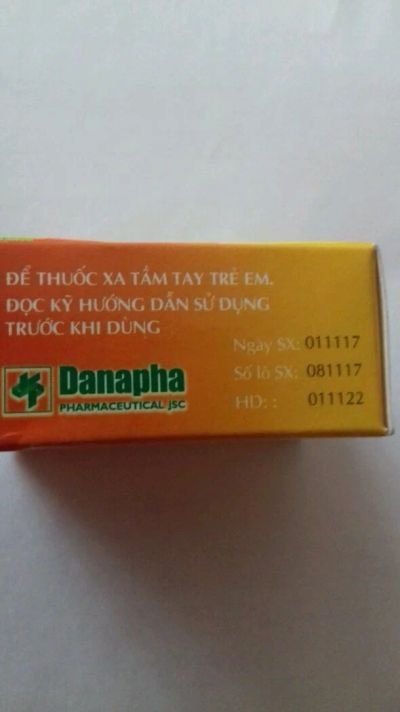 ĐỂ THUỐC XA TẦM TAY TRẺ EM.
ĐỌC KỸ HƯỚNG DẪN SỬ DỤNG
TRƯỚC KHI DÙNG
Danapha
PHARMACEUTICAL JSC
Ngày SX: 011117
Số lô SX: 081117
HD: : 011122